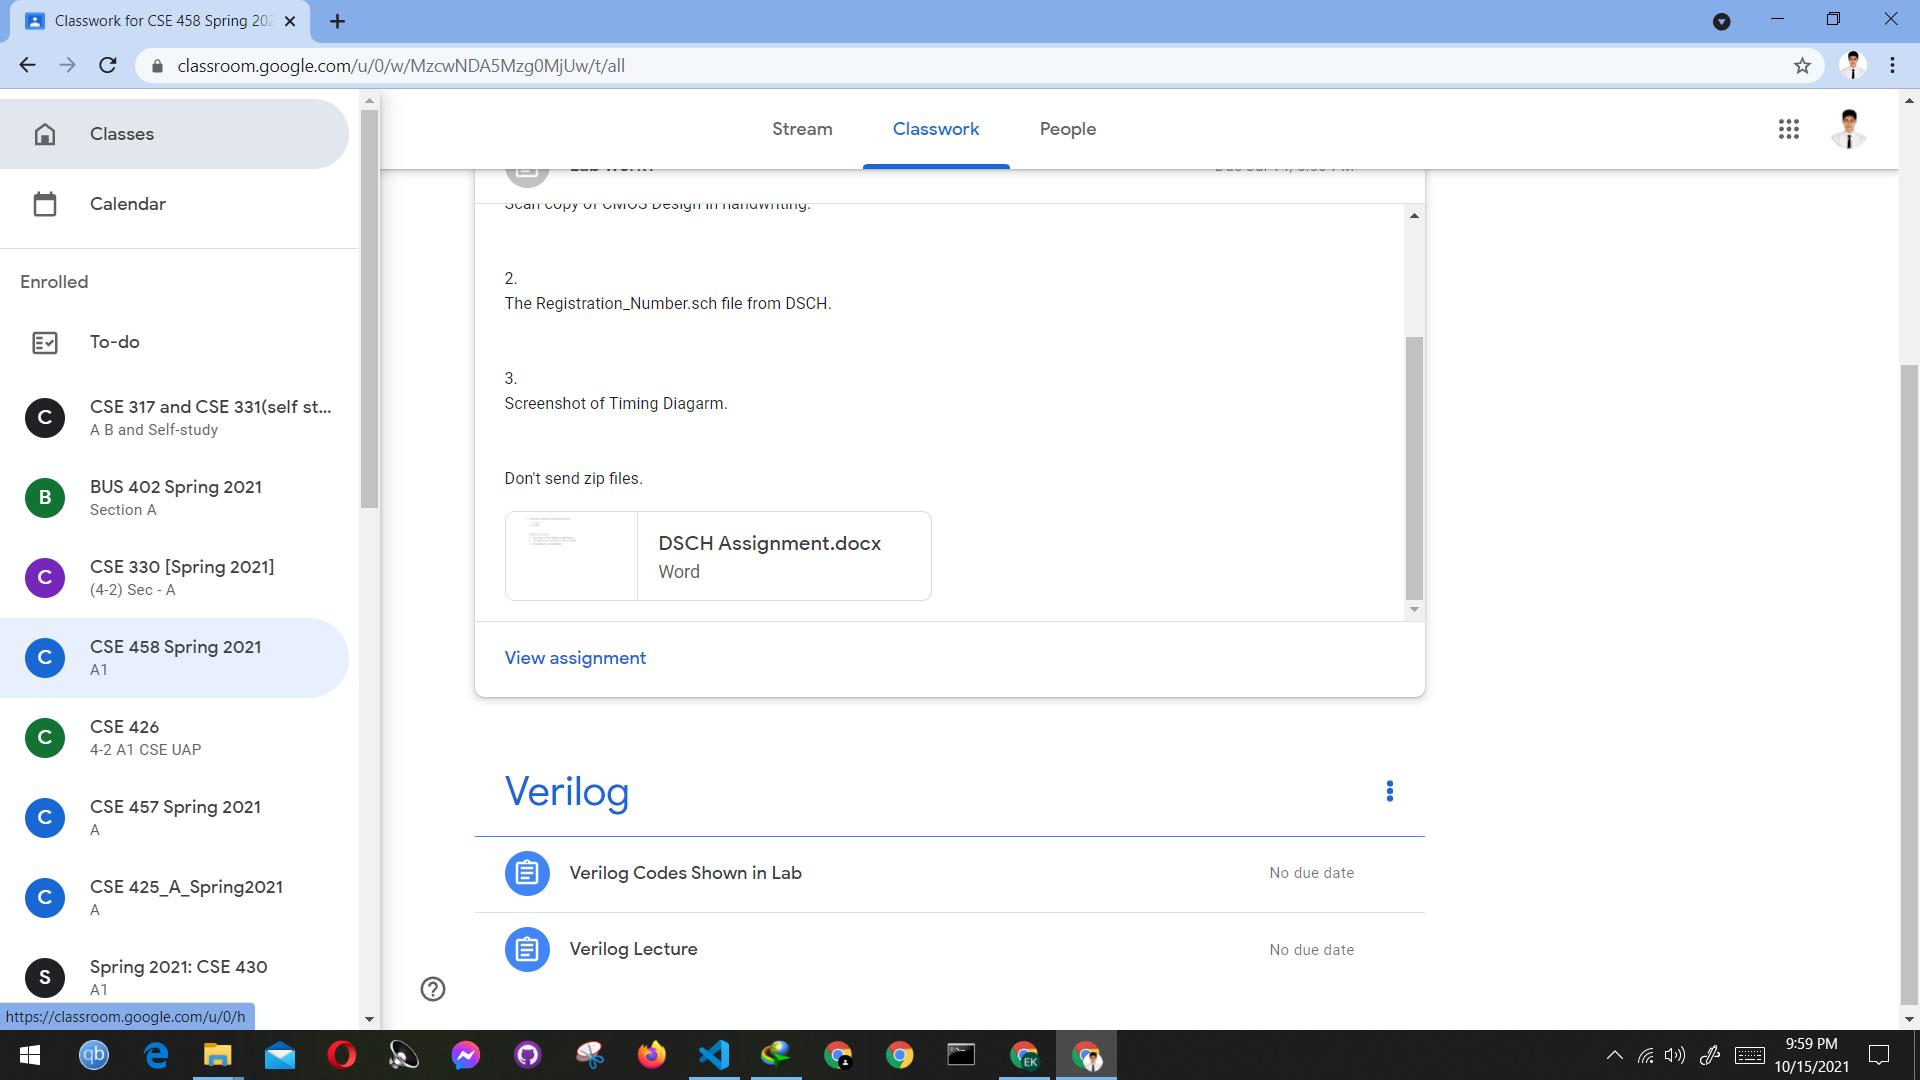 Classwork for CSE 458 Spring 202
classroom.google.com/u/0/w/MzcwNDA5Mzg0MjUw/t/all
Classes
Calendar
Enrolled
To-do
C
CSE 317 and CSE 331(self st...
A B and Self-study
B
BUS 402 Spring 2021
Section A
C
CSE 330 [Spring 2021]
(4-2) Sec - A
C
CSE 458 Spring 2021
A1
C
CSE 426
4-2 A1 CSE UAP
C
CSE 457 Spring 2021
A
C
CSE 425_A_Spring2021
A
S
Spring 2021: CSE 430
A1
https://classroom.google.com/u/0/h
Stream
Classwork
People
Scan copy of CMOS Design in handwriting.
2.
The Registration_Number.sch file from DSCH.
3.
Screenshot of Timing Diagarm.
Don't send zip files.
DSCH Assignment.docx
Word
View assignment
Verilog
Verilog Codes Shown in Lab
No due date
Verilog Lecture
No due date
qb
EK
9:59 PM
10/15/2021